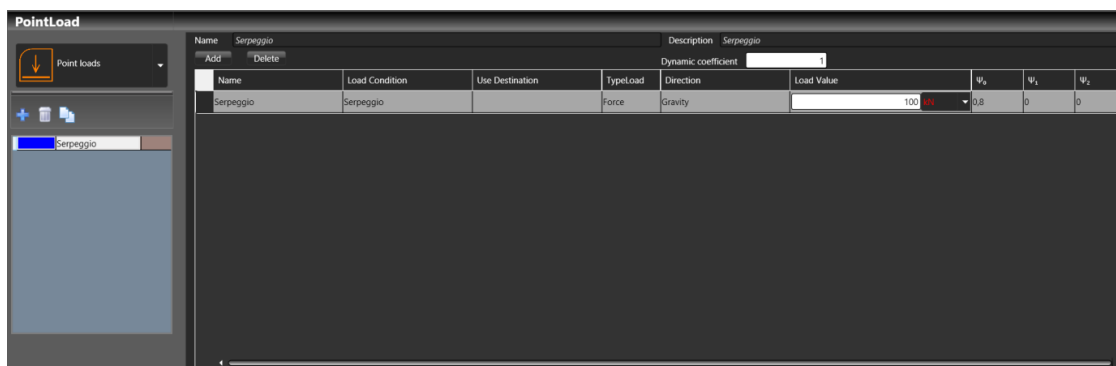 PointLoad
Point loads
Serpeggio
Name Serpeggio Description Serpeggio
Add Delete Dynamic coefficient 1
Name Load Condition Use Destination TypeLoad Direction Load Value Ψ₀ Ψ₁ Ψ₂
Serpeggio Serpeggio Force Gravity 100 kN 0,8 0 0